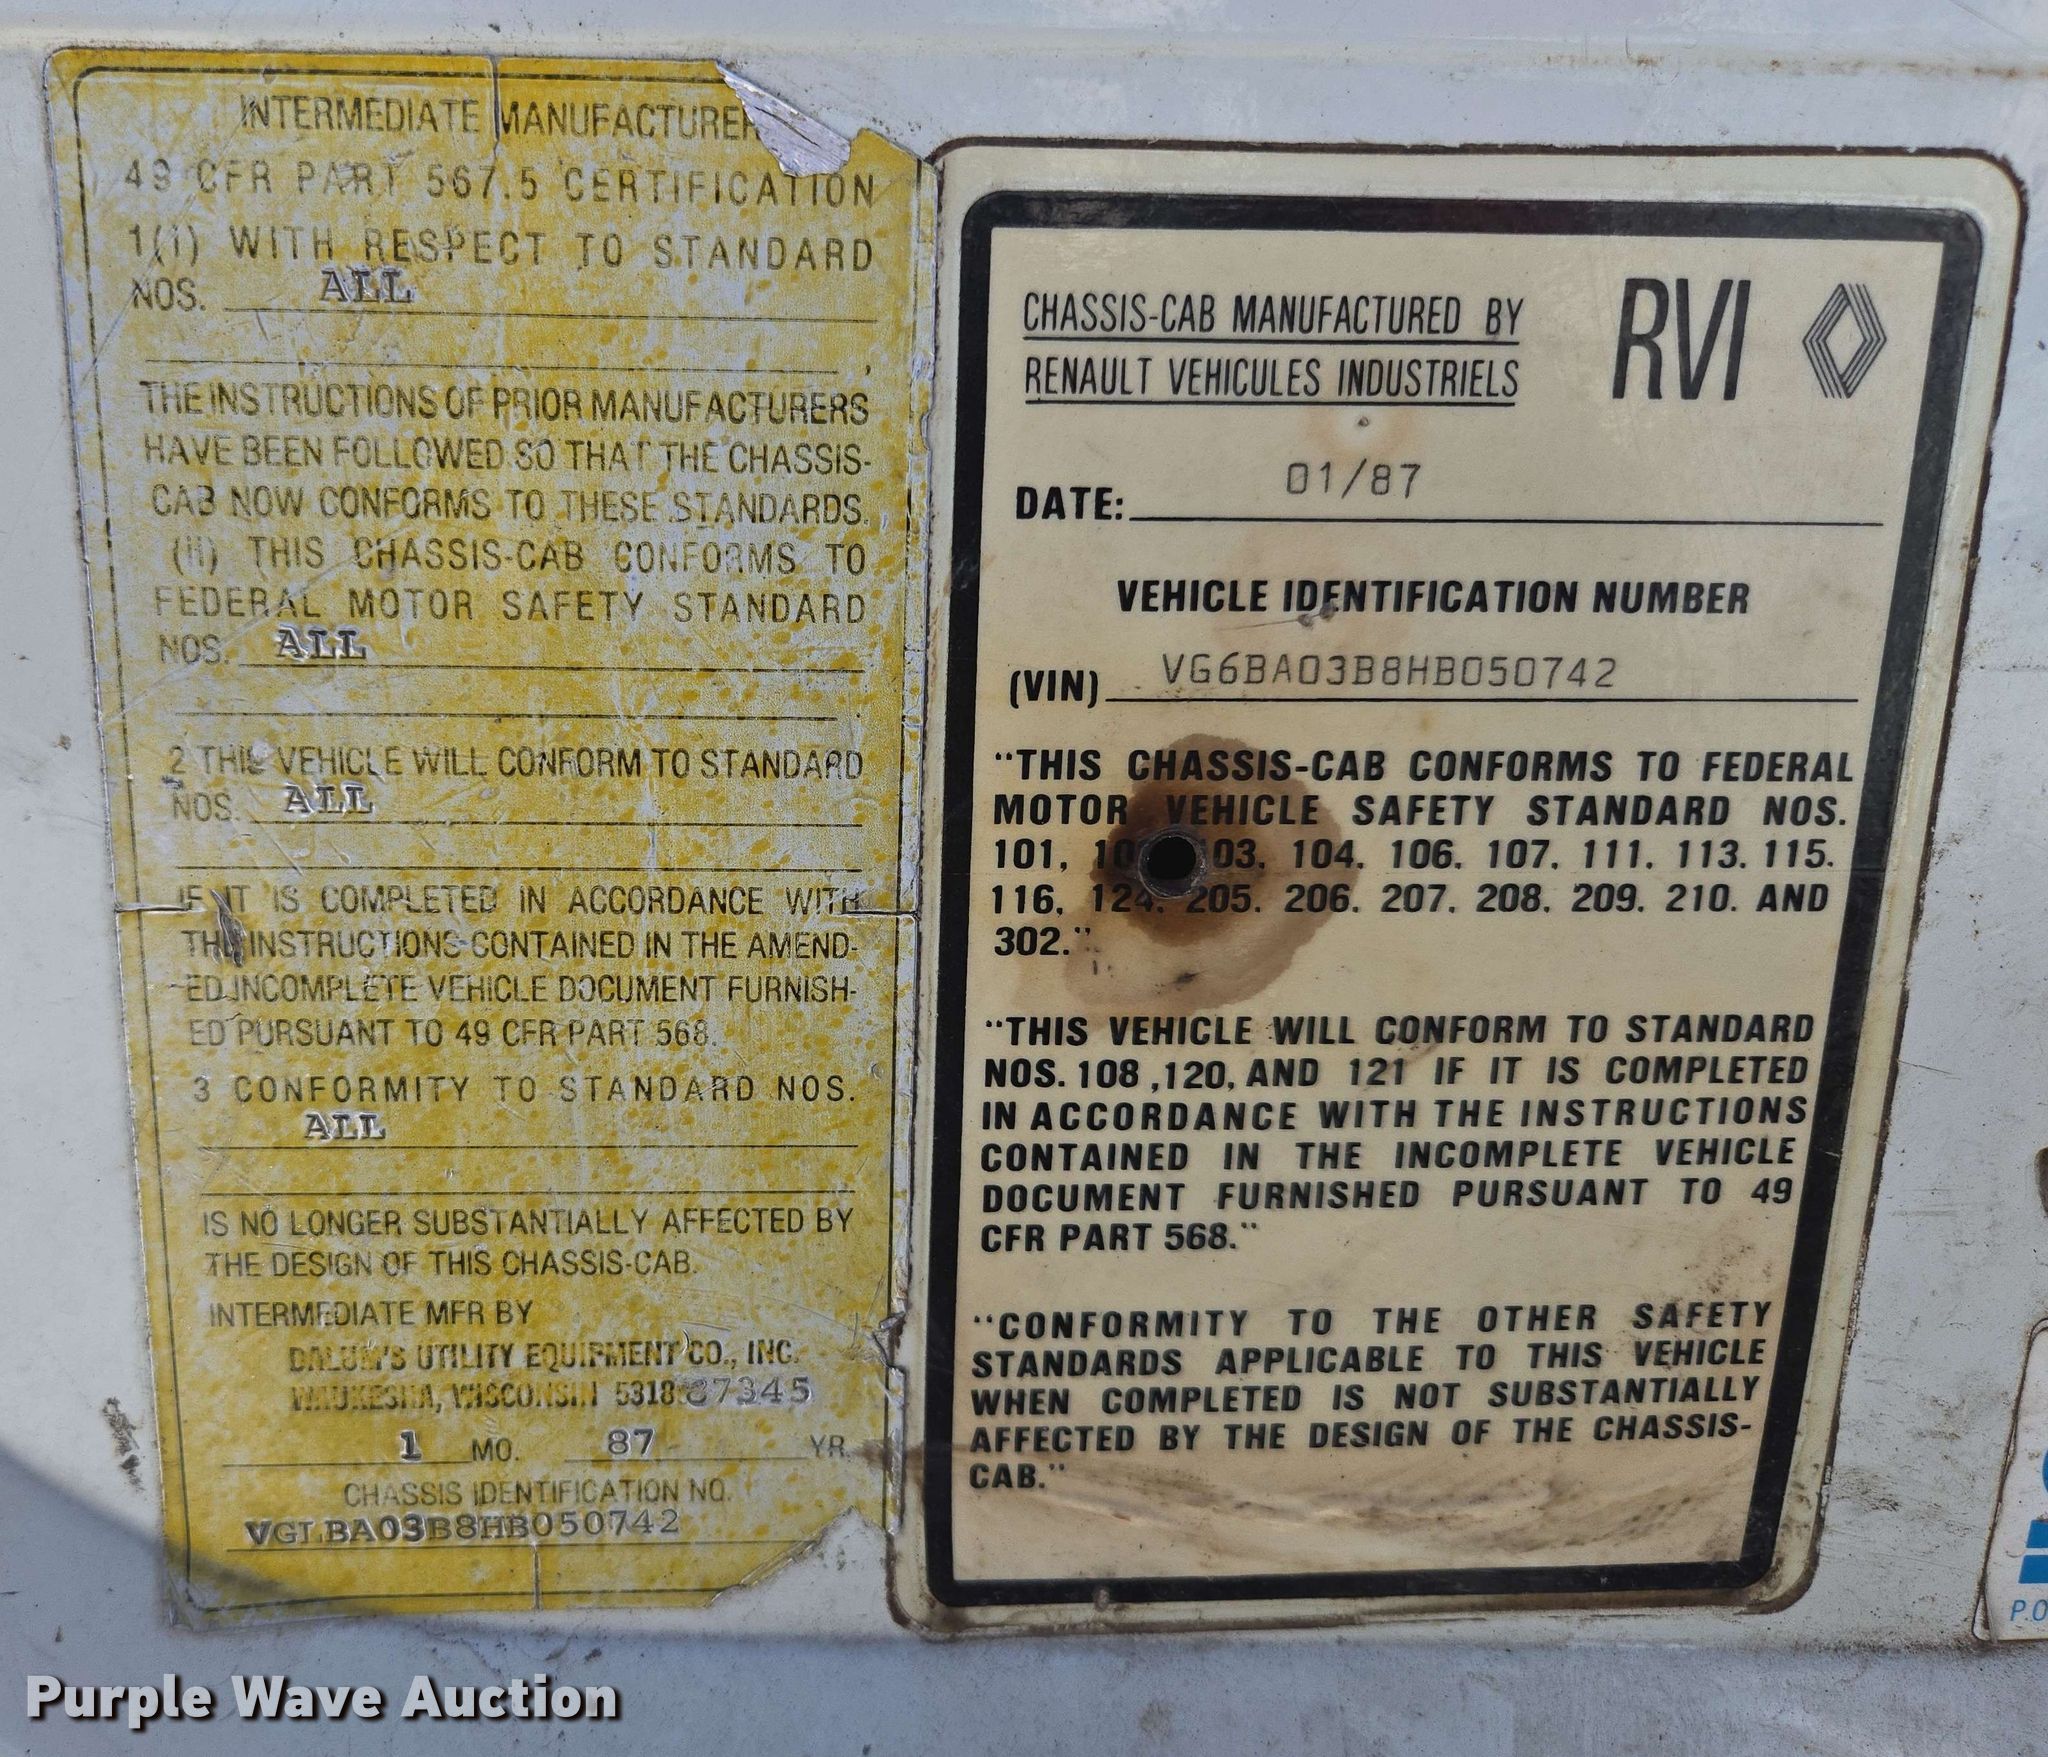 INTERMEDIATE MANUFACTURER
49 CFR PART 567.5 CERTIFICATION
1(i) WITH RESPECT TO STANDARD
NOS. ALL
THE INSTRUCTIONS OF PRIOR MANUFACTURERS
HAVE BEEN FOLLOWED SO THAT THE CHASSIS-
CAB NOW CONFORMS TO THESE STANDARDS.
(ii) THIS CHASSIS-CAB CONFORMS TO
FEDERAL MOTOR SAFETY STANDARD
NOS. ALL
2 THIS VEHICLE WILL CONFORM TO STANDARD
NOS. ALL
IF IT IS COMPLETED IN ACCORDANCE WITH
THE INSTRUCTIONS CONTAINED IN THE AMEND-
ED INCOMPLETE VEHICLE DOCUMENT FURNISH-
ED PURSUANT TO 49 CFR PART 568.
3 CONFORMITY TO STANDARD NOS.
ALL
IS NO LONGER SUBSTANTIALLY AFFECTED BY
THE DESIGN OF THIS CHASSIS-CAB.
INTERMEDIATE MFR BY
DALUM'S UTILITY EQUIPMENT CO., INC.
WAUKESHA, WISCONSIN 5318 87345
1 MO. 87 YR.
CHASSIS IDENTIFICATION NO.
VGLBA03B8HB050742
CHASSIS-CAB MANUFACTURED BY
RENAULT VEHICULES INDUSTRIELS
RVI
DATE: 01/87
VEHICLE IDENTIFICATION NUMBER
(VIN) VG6BA03B8HB050742
"THIS CHASSIS-CAB CONFORMS TO FEDERAL
MOTOR VEHICLE SAFETY STANDARD NOS.
101, 103, 104, 106, 107, 111, 113, 115.
116, 124, 205, 206, 207, 208, 209, 210. AND
302."
"THIS VEHICLE WILL CONFORM TO STANDARD
NOS. 108 ,120, AND 121 IF IT IS COMPLETED
IN ACCORDANCE WITH THE INSTRUCTIONS
CONTAINED IN THE INCOMPLETE VEHICLE
DOCUMENT FURNISHED PURSUANT TO 49
CFR PART 568."
"CONFORMITY TO THE OTHER SAFETY
STANDARDS APPLICABLE TO THIS VEHICLE
WHEN COMPLETED IS NOT SUBSTANTIALLY
AFFECTED BY THE DESIGN OF THE CHASSIS-
CAB."
Purple Wave Auction